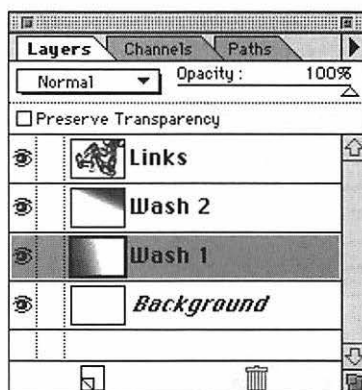 Layers Channels Paths
Normal Opacity: 100%
Preserve Transparency
Links
Wash 2
Wash 1
Background